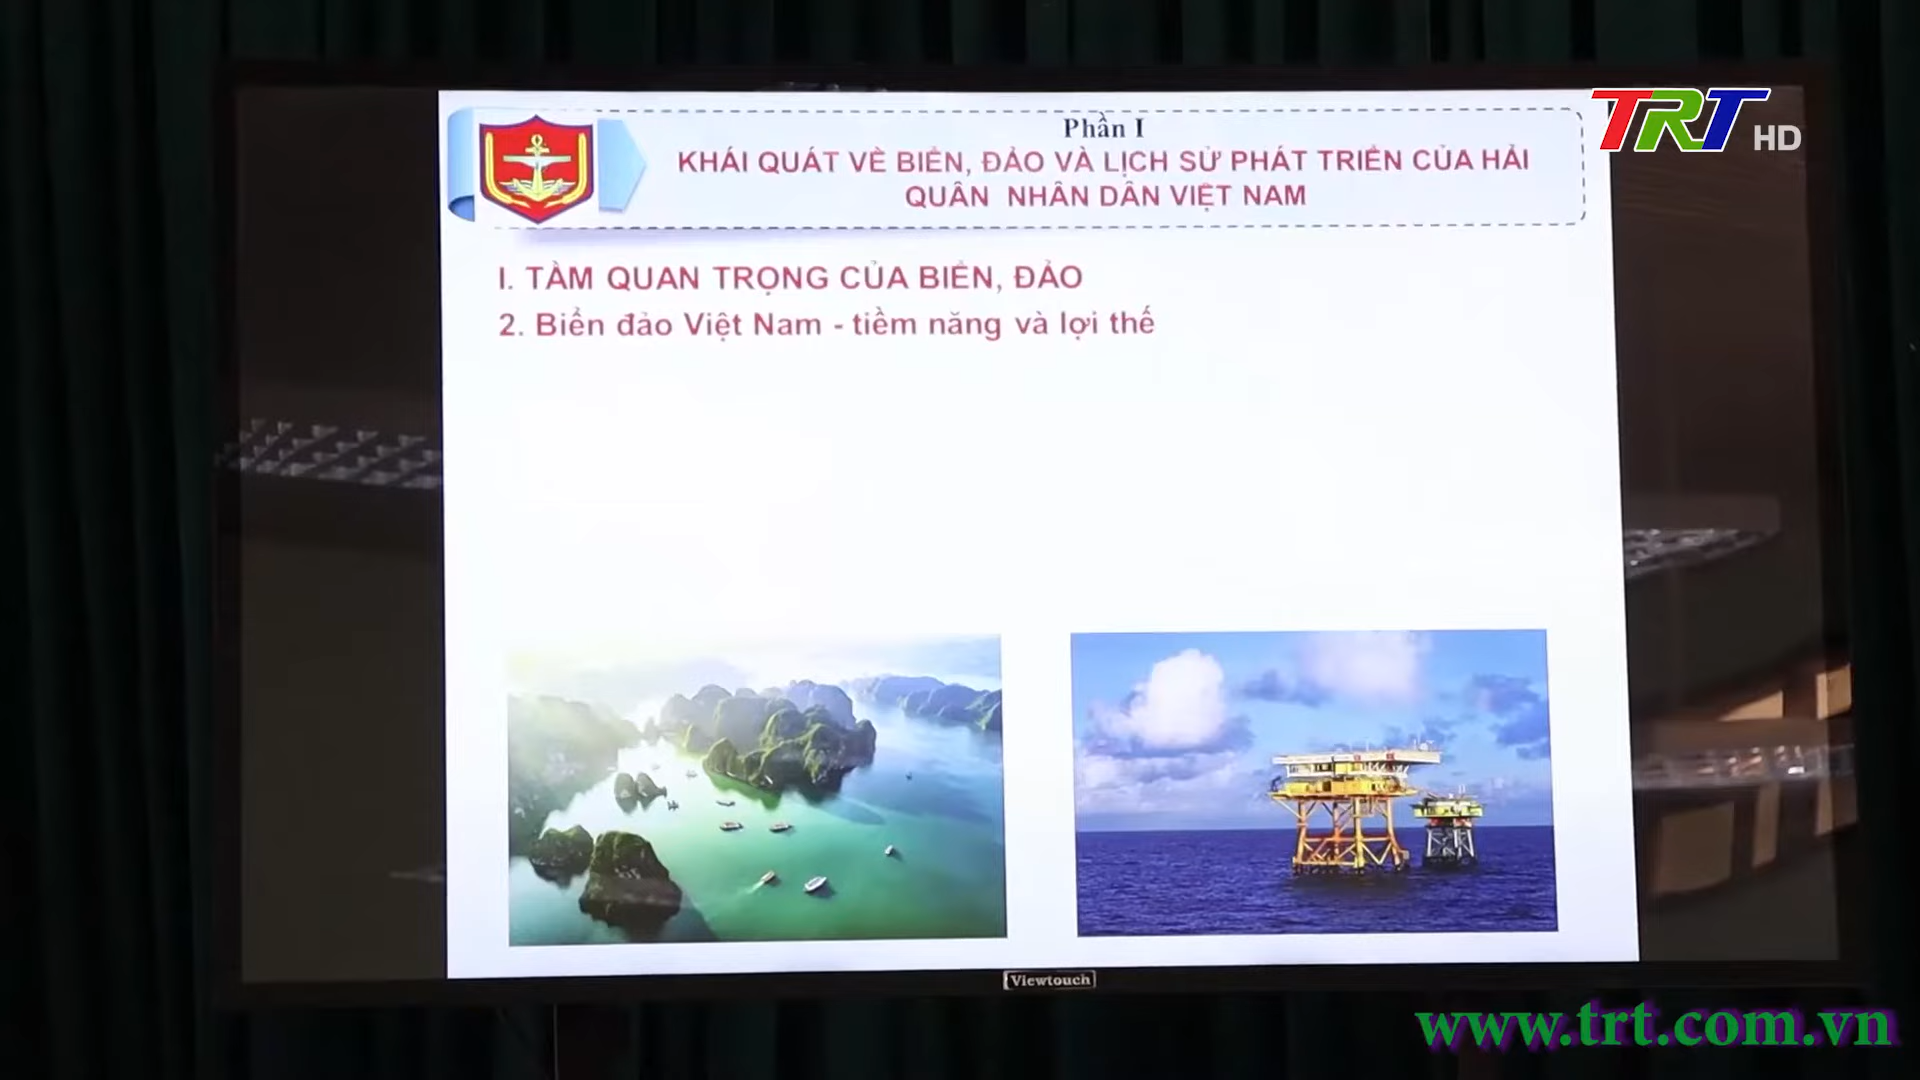 TRT HD
Phần I
KHÁI QUÁT VỀ BIỂN, ĐẢO VÀ LỊCH SỬ PHÁT TRIỂN CỦA HẢI
QUÂN NHÂN DÂN VIỆT NAM
I. TẦM QUAN TRỌNG CỦA BIỂN, ĐẢO
2. Biển đảo Việt Nam - tiềm năng và lợi thế
Viewtouch
www.trt.com.vn